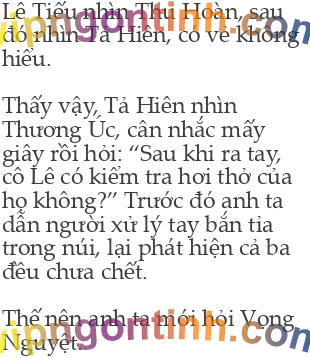 Lê Tiếu nhìn Thu Hoàn, sau
đó nhìn Tả Hiên, có vẻ không
hiểu.
Thấy vậy, Tả Hiên nhìn
Thương Úc, cân nhắc mấy
giây rồi hỏi: “Sau khi ra tay,
cô Lê có kiểm tra hơi thở của
họ không?” Trước đó anh ta
dẫn người xử lý tay bắn tỉa
trong núi, lại phát hiện cả ba
đều chưa chết.
Thế nên anh ta mới hỏi Vọng
Nguyệt.
vipngontinh.com
vipngontinh.com